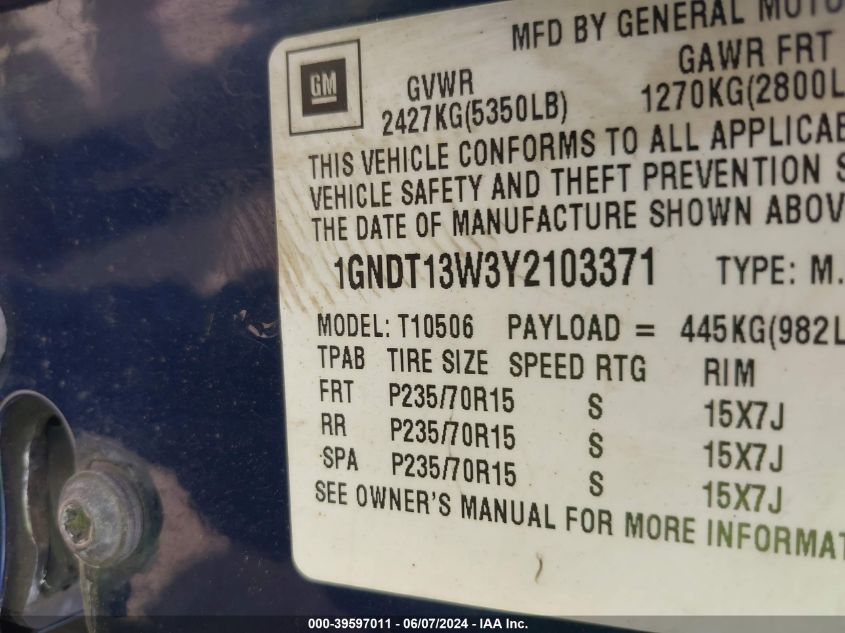 MFD BY GENERAL MOTO
GM
GVWR GAWR FRT
2427KG(5350LB) 1270KG(2800L
THIS VEHICLE CONFORMS TO ALL APPLICAB
VEHICLE SAFETY AND THEFT PREVENTION S
THE DATE OF MANUFACTURE SHOWN ABOV
1GNDT13W3Y2103371 TYPE: M.
MODEL: T10506 PAYLOAD = 445KG(982L
TPAB TIRE SIZE SPEED RTG RIM
FRT P235/70R15 S 15X7J
RR P235/70R15 S 15X7J
SPA P235/70R15 S 15X7J
SEE OWNER'S MANUAL FOR MORE INFORMAT
000-39597011 - 06/07/2024 - IAA Inc.